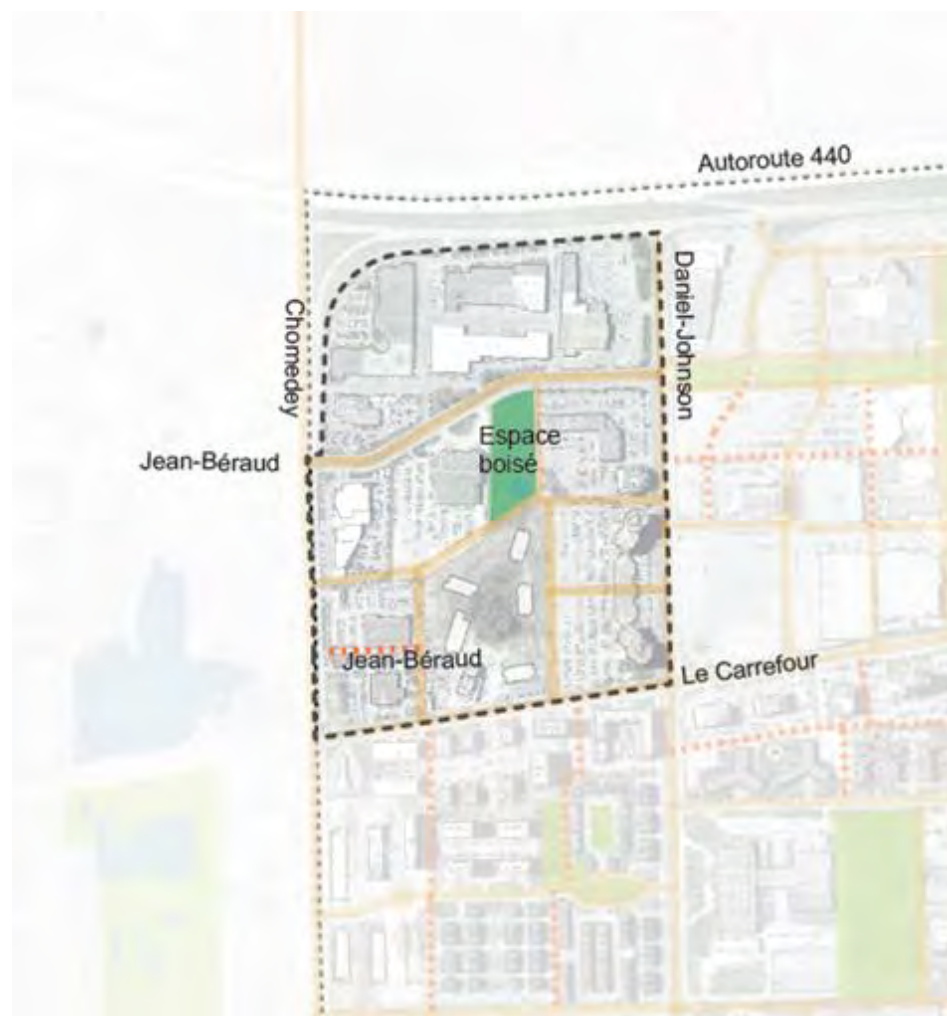 Autoroute 440
Daniel-Johnson
Chomedey
Espace
boisé
Jean-Béraud
Jean-Béraud
Le Carrefour